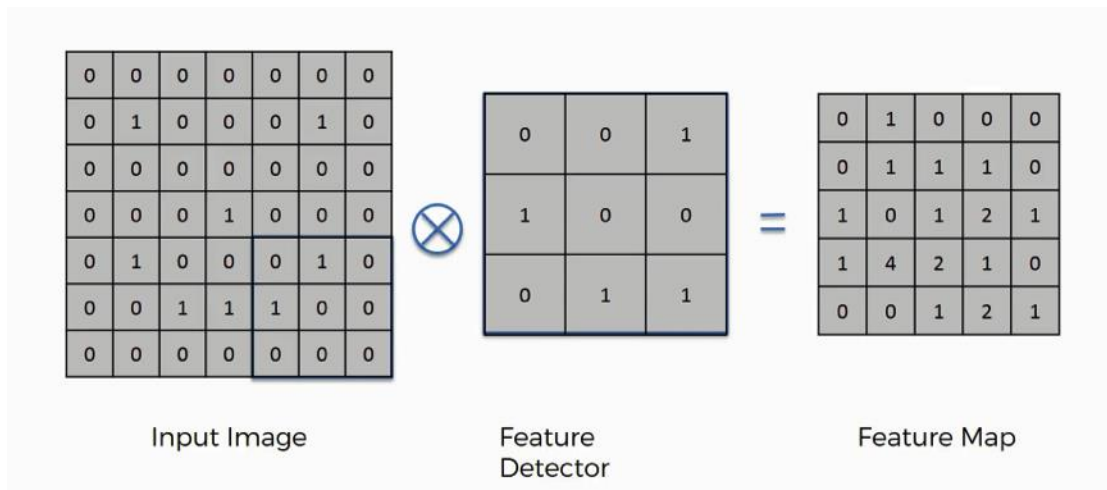 0 0 0 0 0 0 0
0 1 0 0 0 1 0
0 0 0 0 0 0 0
0 0 0 1 0 0 0
0 1 0 0 0 1 0
0 0 1 1 1 0 0
0 0 0 0 0 0 0
Input Image
0 0 1
1 0 0
0 1 1
Feature
Detector
=
0 1 0 0 0
0 1 1 1 0
1 0 1 2 1
1 4 2 1 0
0 0 1 2 1
Feature Map